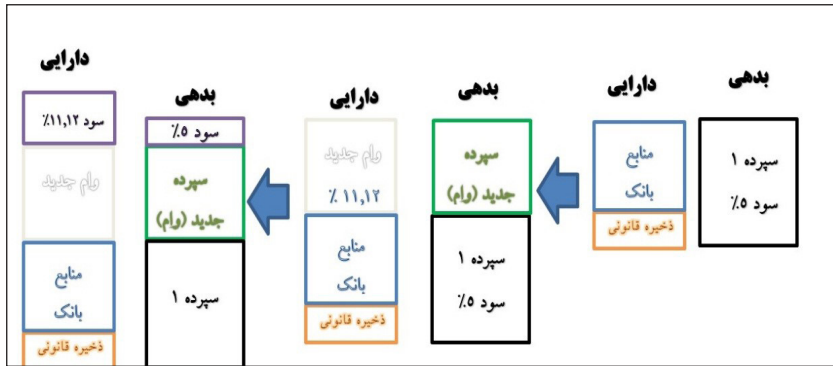 بدهی
سپرده ۱
سود ۵٪
دارایی
منابع
بانک
ذخیره قانونی
بدهی
سپرده
جدید (وام)
سپرده ۱
سود ۵٪
دارایی
وام جدید
۱۱,۱۲ ٪
منابع
بانک
ذخیره قانونی
بدهی
سود ۵٪
سپرده
جدید (وام)
سپرده ۱
دارایی
سود ۱۱,۱۲٪
وام جدید
منابع
بانک
ذخیره قانونی